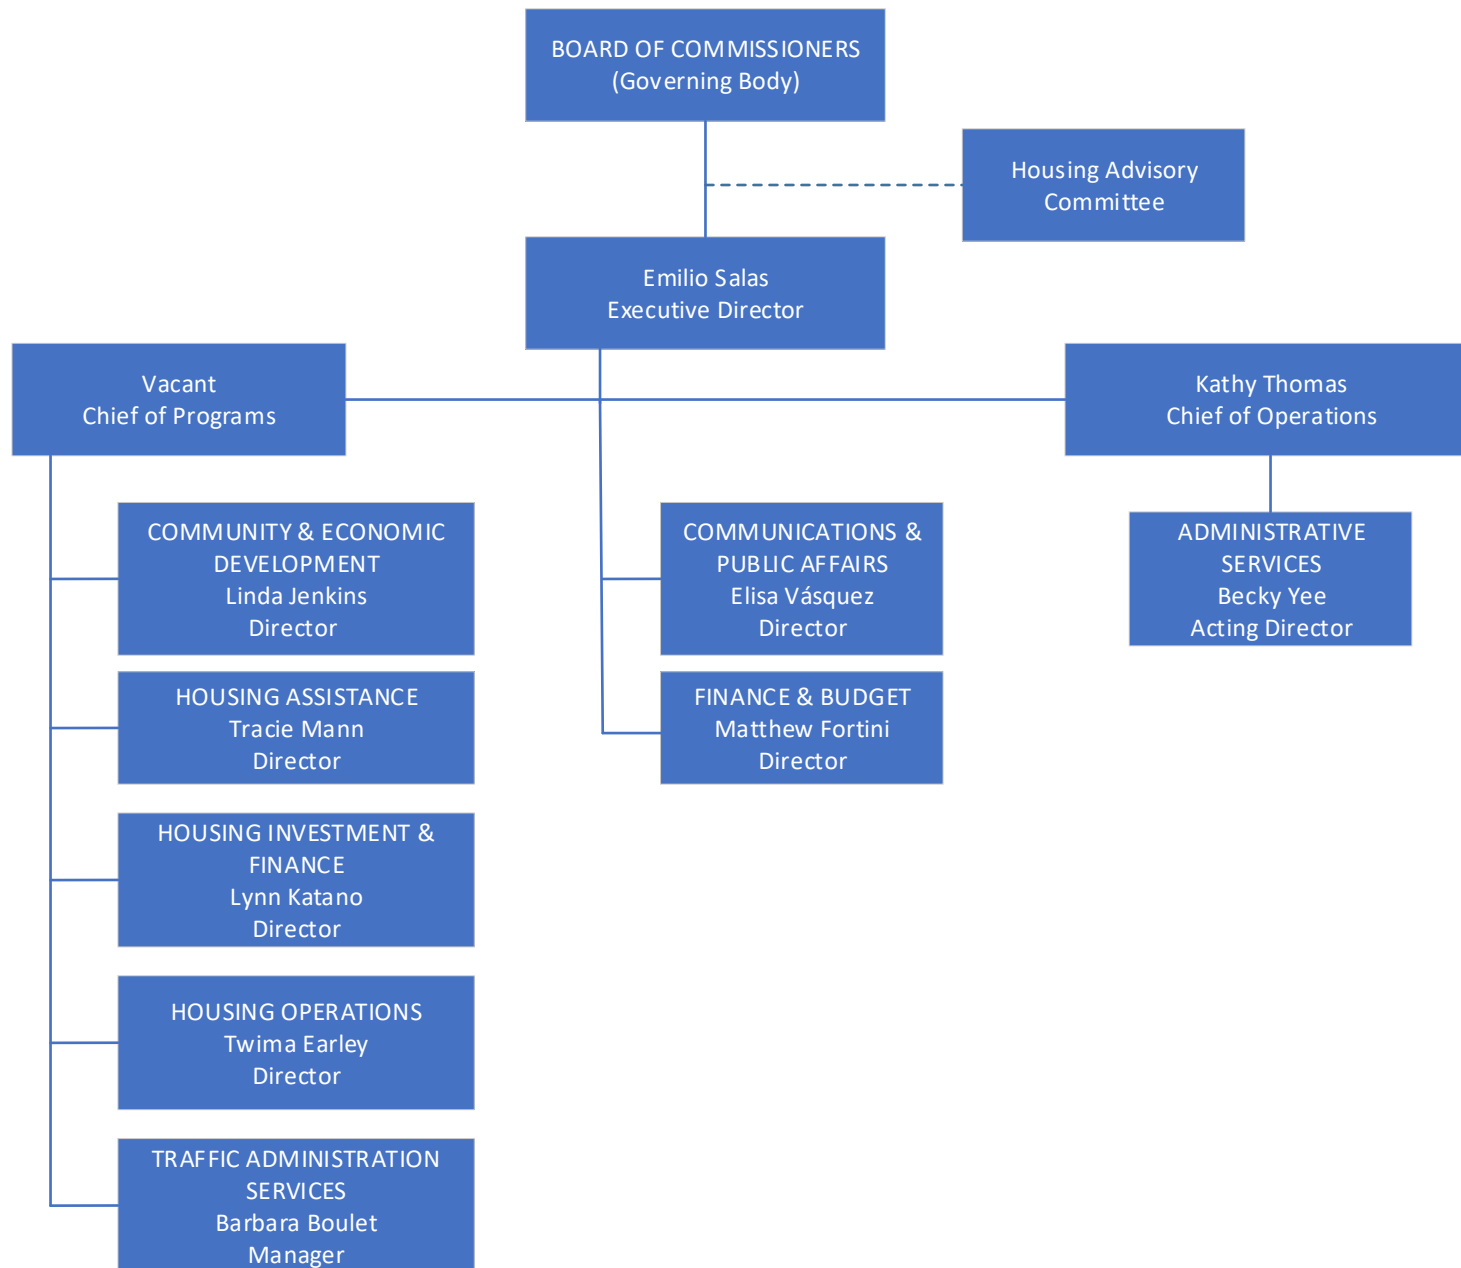 BOARD OF COMMISSIONERS
(Governing Body)
Housing Advisory
Committee
Emilio Salas
Executive Director
Vacant
Chief of Programs
Kathy Thomas
Chief of Operations
COMMUNITY & ECONOMIC
DEVELOPMENT
Linda Jenkins
Director
HOUSING ASSISTANCE
Tracie Mann
Director
HOUSING INVESTMENT &
FINANCE
Lynn Katano
Director
HOUSING OPERATIONS
Twima Earley
Director
TRAFFIC ADMINISTRATION
SERVICES
Barbara Boulet
Manager
COMMUNICATIONS &
PUBLIC AFFAIRS
Elisa Vásquez
Director
FINANCE & BUDGET
Matthew Fortini
Director
ADMINISTRATIVE
SERVICES
Becky Yee
Acting Director